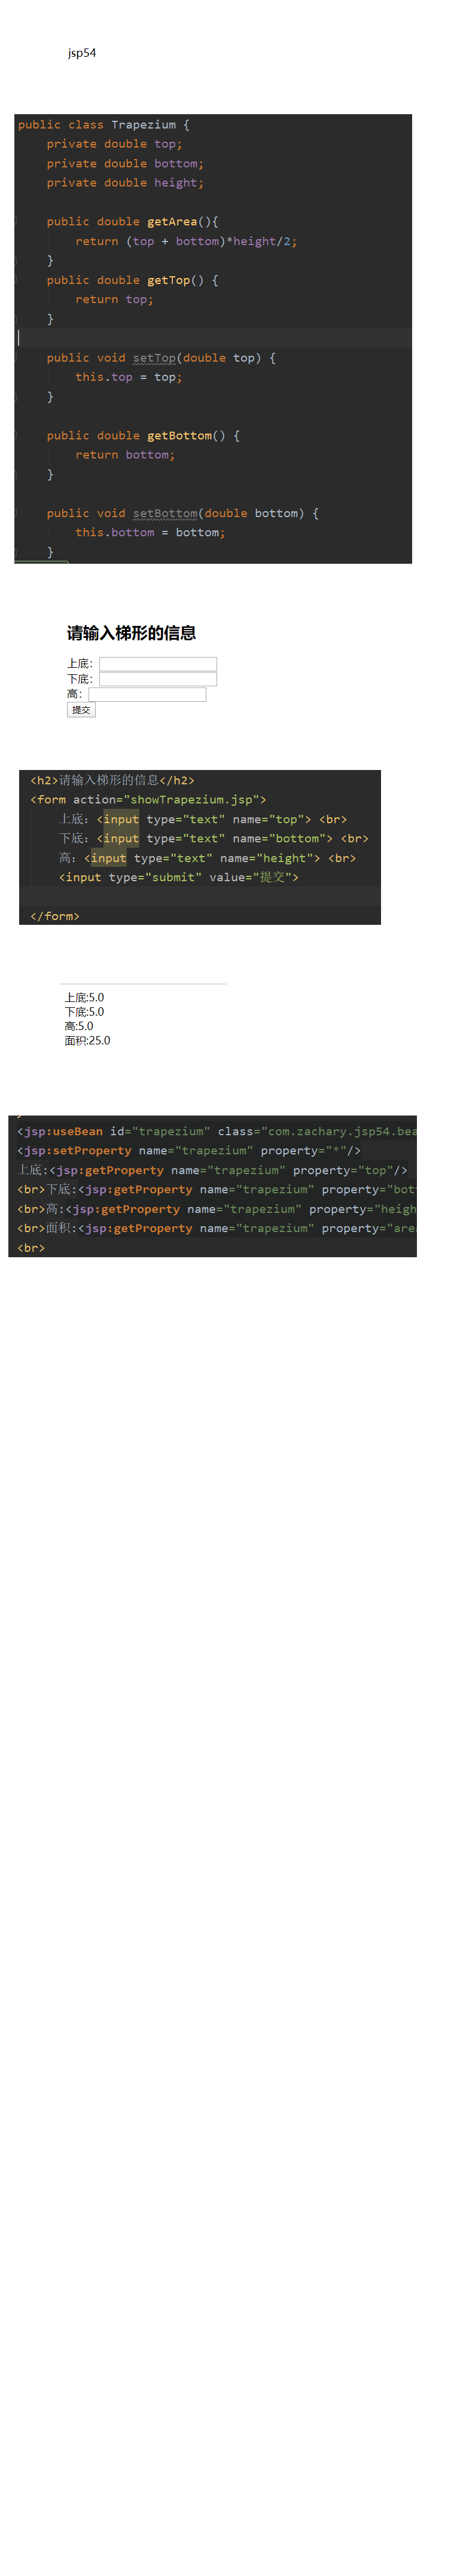 jsp54
public class Trapezium {
private double top;
private double bottom;
private double height;
public double getArea(){
return (top + bottom)*height/2;
}
public double getTop() {
return top;
}
public void setTop(double top) {
this.top = top;
}
public double getBottom() {
return bottom;
}
public void setBottom(double bottom) {
this.bottom = bottom;
}
请输入梯形的信息
上底：
下底：
高：
提交
<h2>请输入梯形的信息</h2>
<form action="showTrapezium.jsp">
上底：<input type="text" name="top"> <br>
下底：<input type="text" name="bottom"> <br>
高：<input type="text" name="height"> <br>
<input type="submit" value="提交">
</form>
上底:5.0
下底:5.0
高:5.0
面积:25.0
<jsp:useBean id="trapezium" class="com.zachary.jsp54.bea
<jsp:setProperty name="trapezium" property="*"/>
上底:<jsp:getProperty name="trapezium" property="top"/>
<br>下底:<jsp:getProperty name="trapezium" property="bott
<br>高:<jsp:getProperty name="trapezium" property="heigh
<br>面积:<jsp:getProperty name="trapezium" property="area
<br>